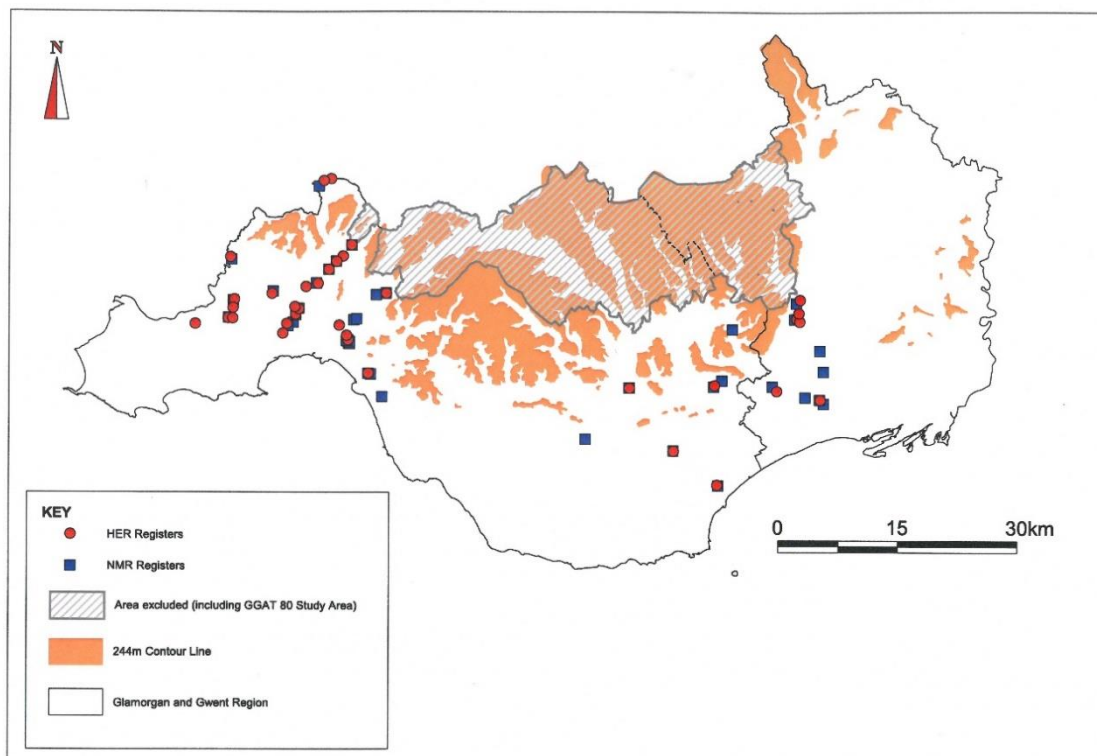 N
KEY
HER Registers
NMR Registers
Area excluded (including GGAT 80 Study Area)
244m Contour Line
Glamorgan and Gwent Region
0 15 30km